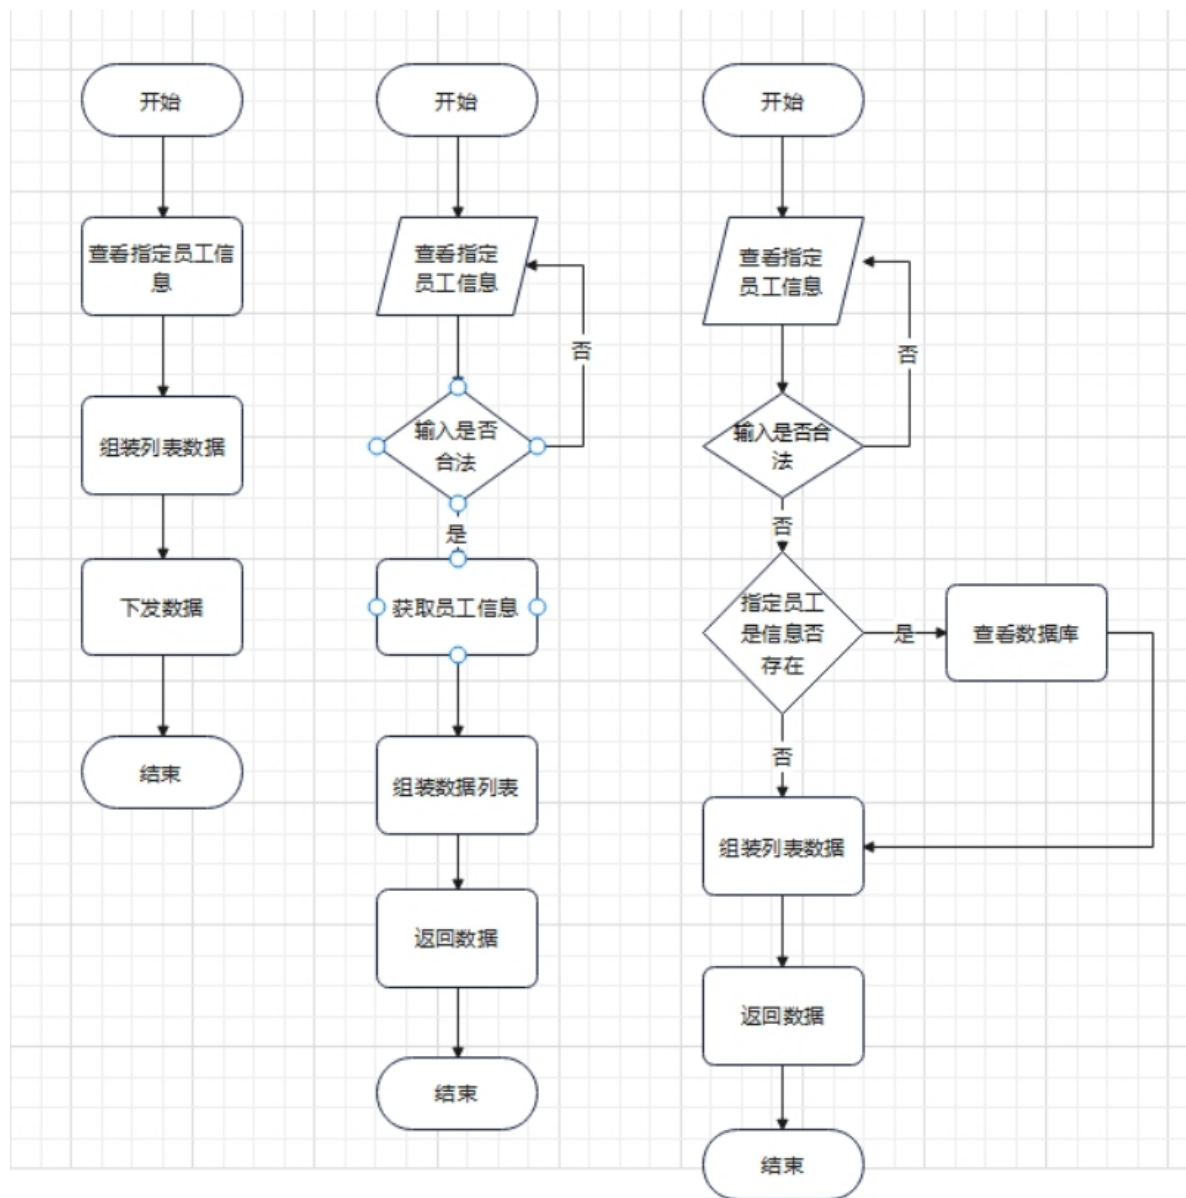 开始
查看指定员工信
息
组装列表数据
下发数据
结束
开始
查看指定
员工信息
否
输入是否
合法
是
获取员工信息
组装数据列表
返回数据
结束
开始
查看指定
员工信息
否
输入是否合
法
否
指定员工
是信息否
存在
是
查看数据库
否
组装列表数据
返回数据
结束